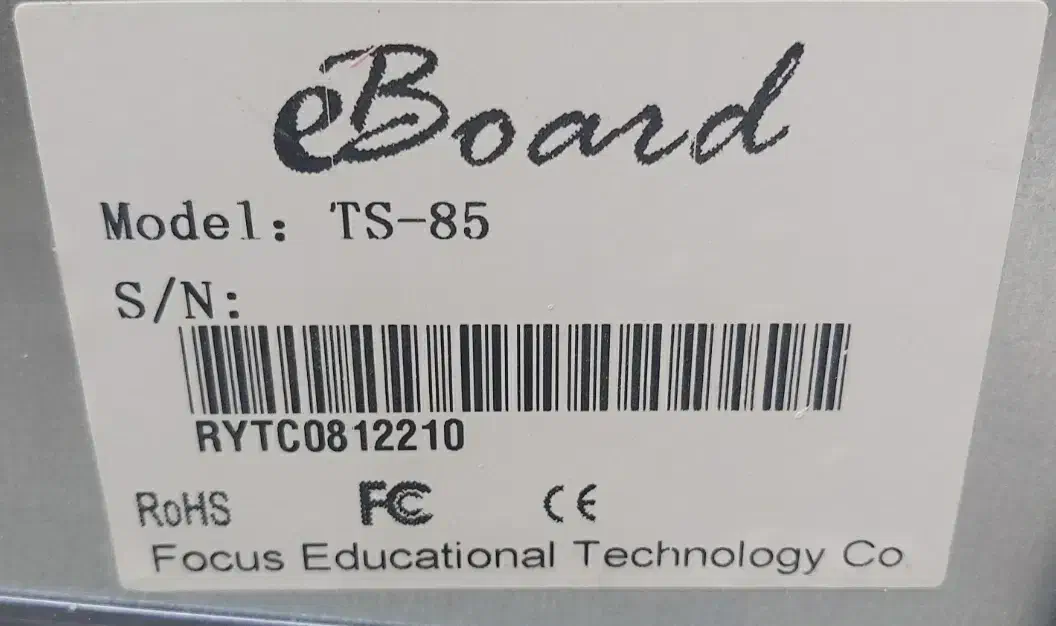 eBoard
Model: TS-85
S/N:
RYTC0812210
RoHS FC CE
Focus Educational Technology Co